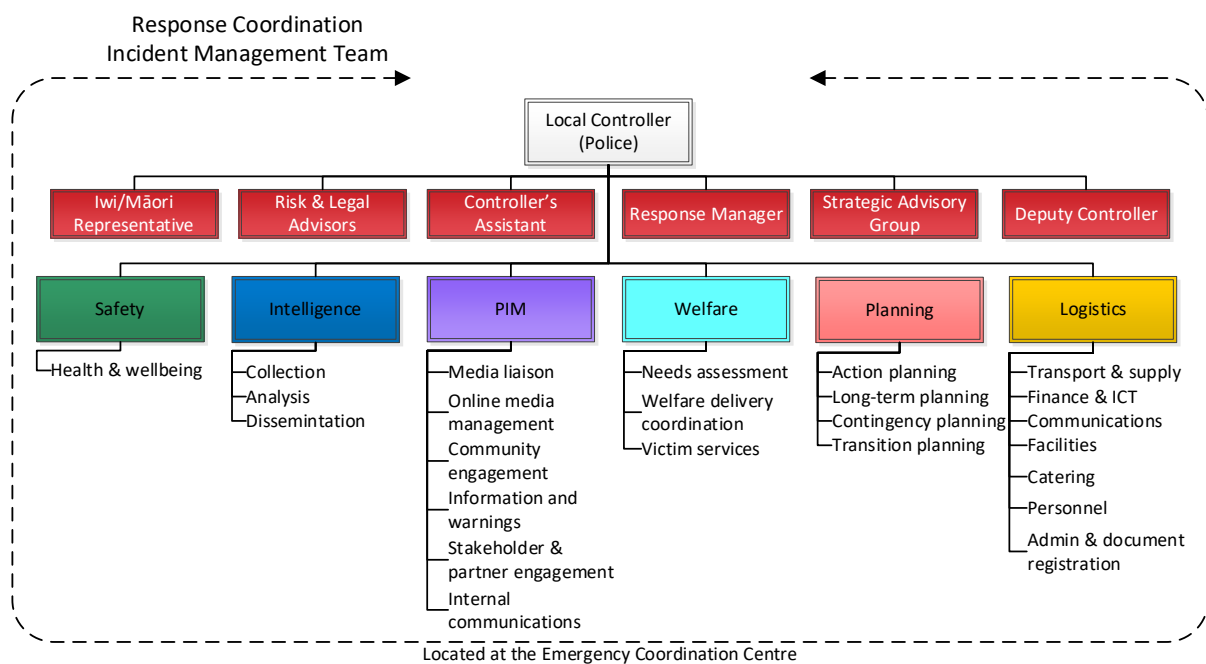 Response Coordination
Incident Management Team
Local Controller
(Police)
Iwi/Māori
Representative
Risk & Legal
Advisors
Controller's
Assistant
Response Manager
Strategic Advisory
Group
Deputy Controller
Safety
Intelligence
PIM
Welfare
Planning
Logistics
Health & wellbeing
Collection
Analysis
Dissemintation
Media liaison
Online media
management
Community
engagement
Information and
warnings
Stakeholder &
partner engagement
Internal
communications
Needs assessment
Welfare delivery
coordination
Victim services
Action planning
Long-term planning
Contingency planning
Transition planning
Transport & supply
Finance & ICT
Communications
Facilities
Catering
Personnel
Admin & document
registration
Located at the Emergency Coordination Centre